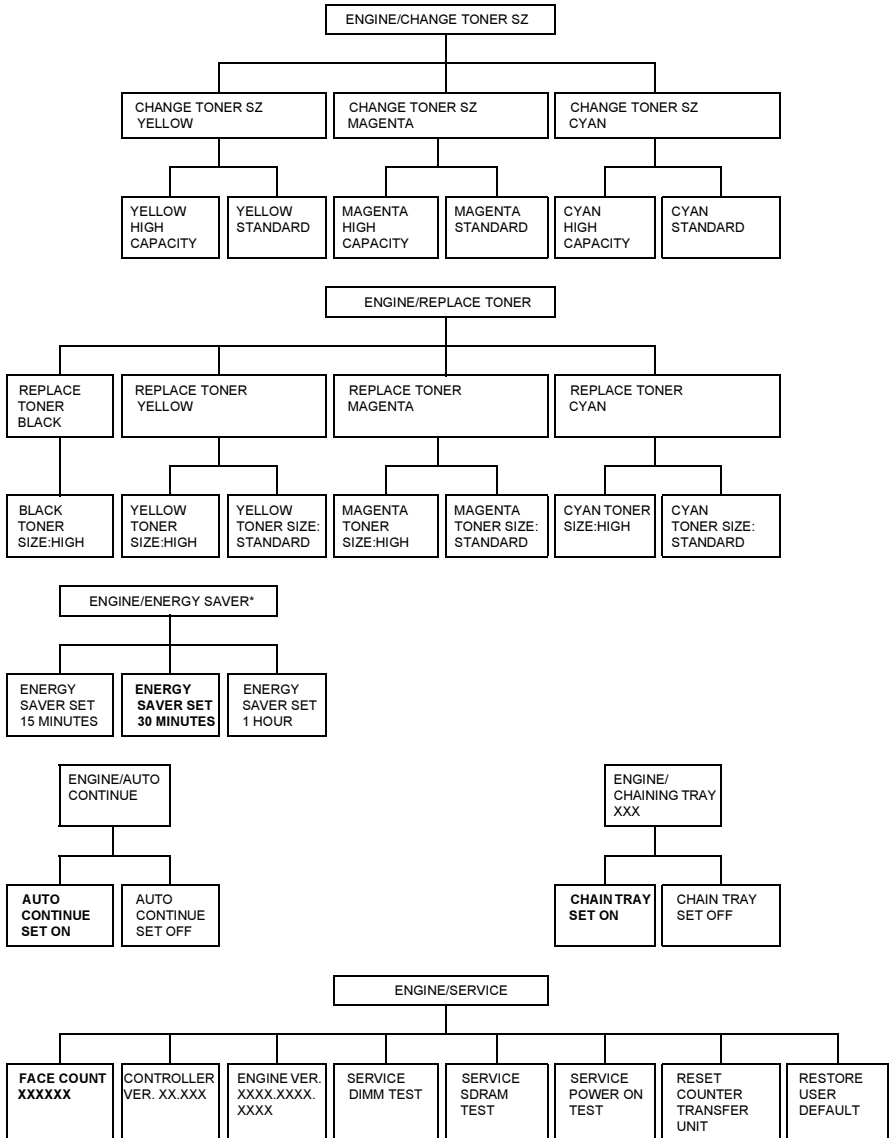 ENGINE/CHANGE TONER SZ
CHANGE TONER SZ
YELLOW
CHANGE TONER SZ
MAGENTA
CHANGE TONER SZ
CYAN
YELLOW
HIGH
CAPACITY
YELLOW
STANDARD
MAGENTA
HIGH
CAPACITY
MAGENTA
STANDARD
CYAN
HIGH
CAPACITY
CYAN
STANDARD
ENGINE/REPLACE TONER
REPLACE
TONER
BLACK
REPLACE TONER
YELLOW
REPLACE TONER
MAGENTA
REPLACE TONER
CYAN
BLACK
TONER
SIZE:HIGH
YELLOW
TONER
SIZE:HIGH
YELLOW
TONER SIZE:
STANDARD
MAGENTA
TONER
SIZE:HIGH
MAGENTA
TONER SIZE:
STANDARD
CYAN TONER
SIZE:HIGH
CYAN
TONER SIZE:
STANDARD
ENGINE/ENERGY SAVER*
ENERGY
SAVER SET
15 MINUTES
ENERGY
SAVER SET
30 MINUTES
ENERGY
SAVER SET
1 HOUR
ENGINE/AUTO
CONTINUE
AUTO
CONTINUE
SET ON
AUTO
CONTINUE
SET OFF
ENGINE/
CHAINING TRAY
XXX
CHAIN TRAY
SET ON
CHAIN TRAY
SET OFF
ENGINE/SERVICE
FACE COUNT
XXXXXX
CONTROLLER
VER. XX.XXX
ENGINE VER.
XXXX.XXXX.
XXXX
SERVICE
DIMM TEST
SERVICE
SDRAM
TEST
SERVICE
POWER ON
TEST
RESET
COUNTER
TRANSFER
UNIT
RESTORE
USER
DEFAULT